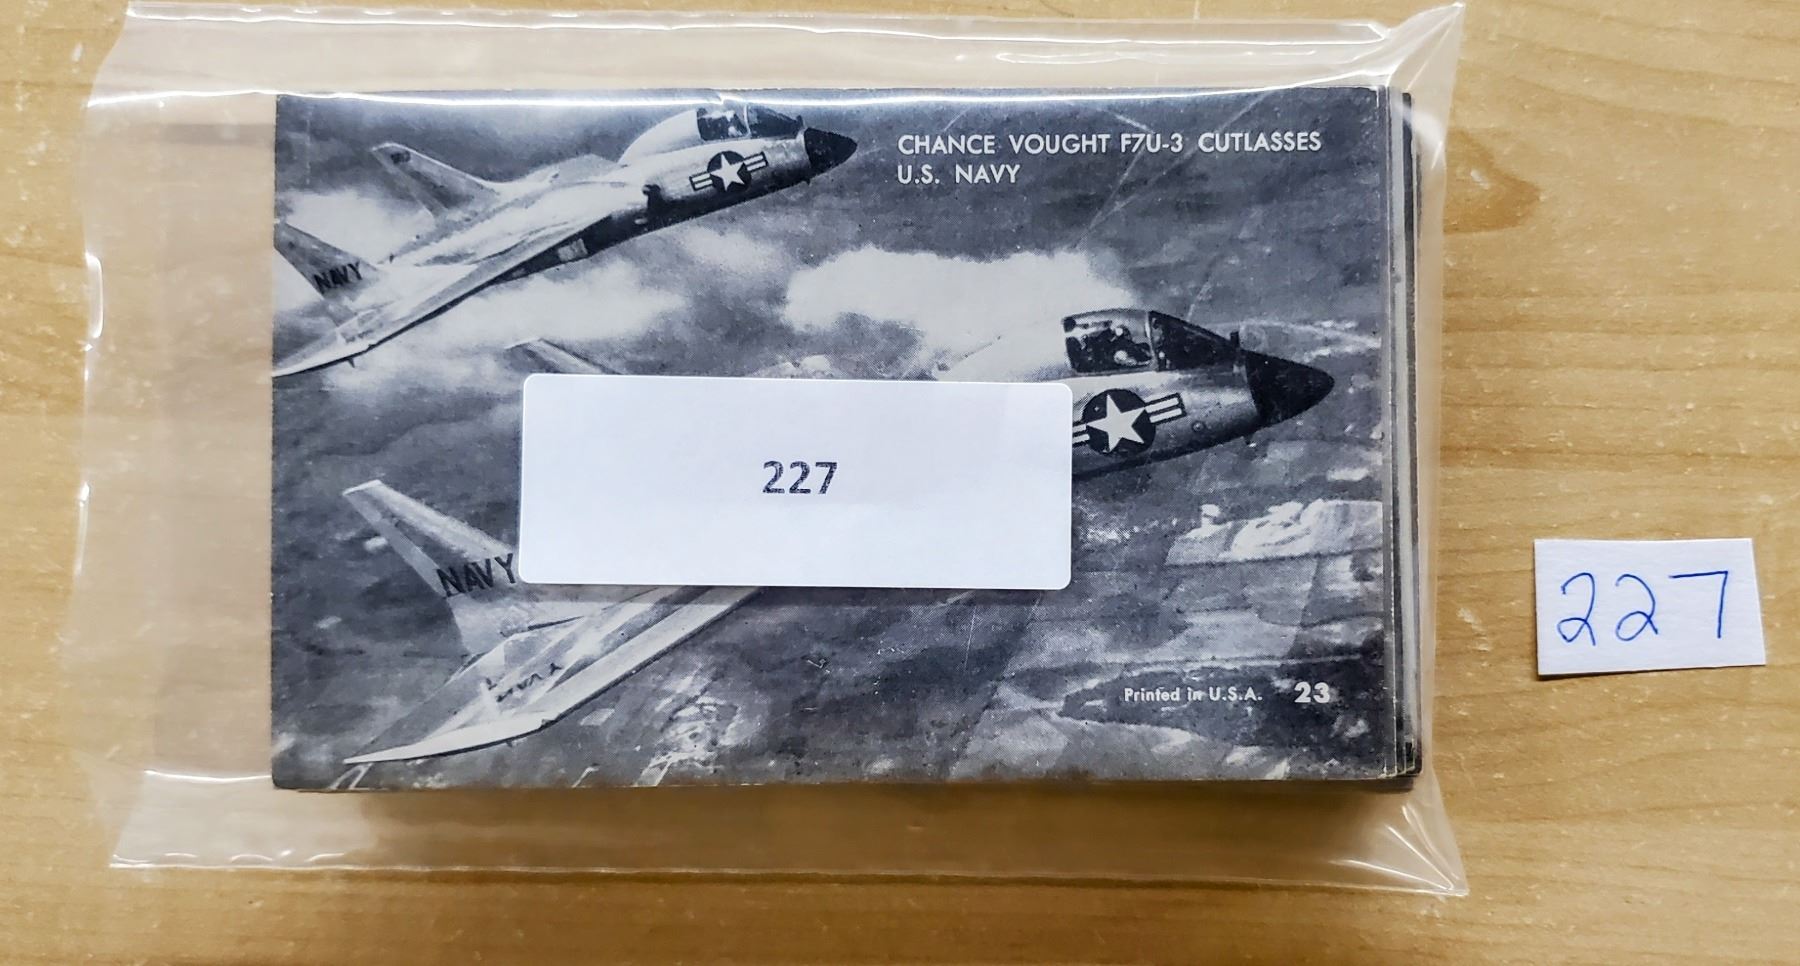 CHANCE VOUGHT F7U-3 CUTLASSES
U.S. NAVY
NAVY
227
NAVY
227
Printed in U.S.A. 23